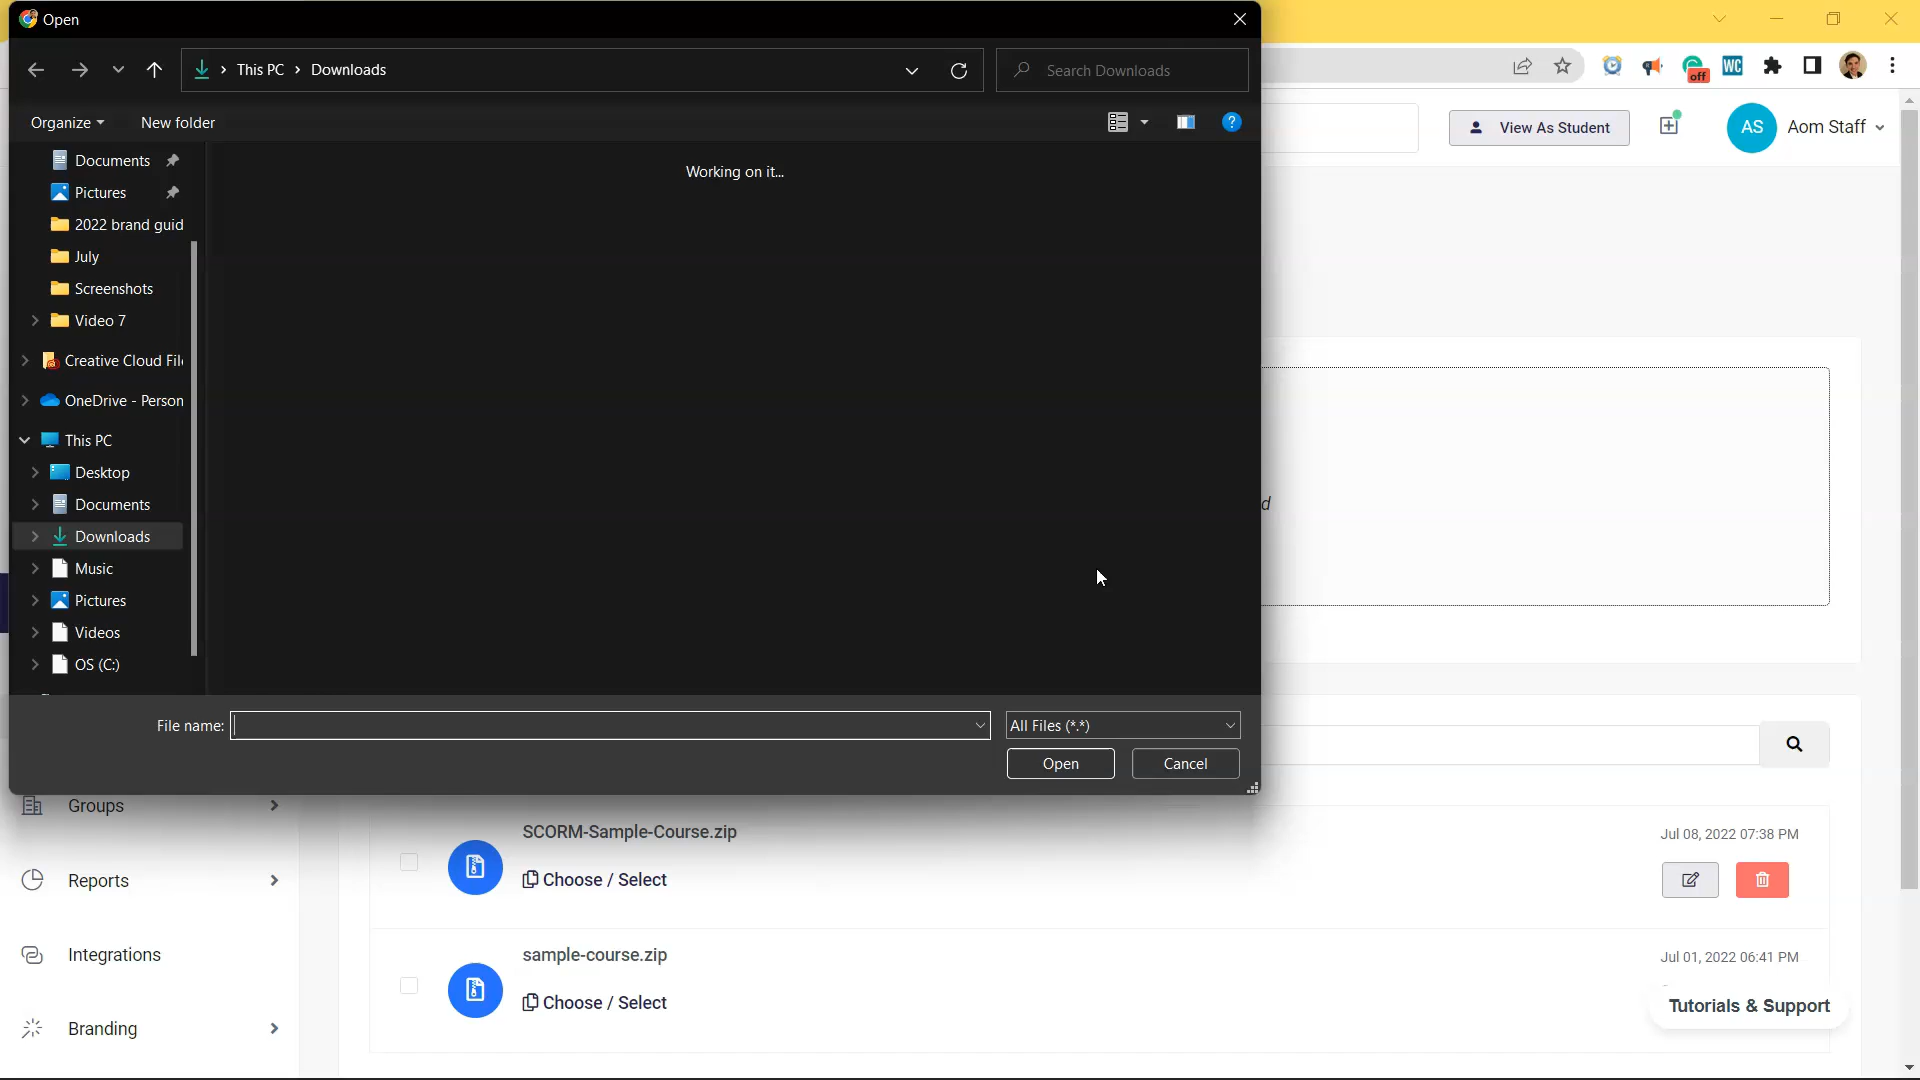 Open
This PC
Downloads
Search Downloads
Organize
New folder
Documents
Pictures
2022 brand guid
July
Screenshots
Video 7
Creative Cloud Fil
OneDrive - Person
This PC
Desktop
Documents
Downloads
Music
Pictures
Videos
OS (C:)
Working on it...
File name:
All Files (*.*)
Open
Cancel
off
WC
View As Student
AS
Aom Staff
d
Groups
Reports
Integrations
Branding
SCORM-Sample-Course.zip
Choose / Select
Jul 08, 2022 07:38 PM
sample-course.zip
Choose / Select
Jul 01, 2022 06:41 PM
Tutorials & Support